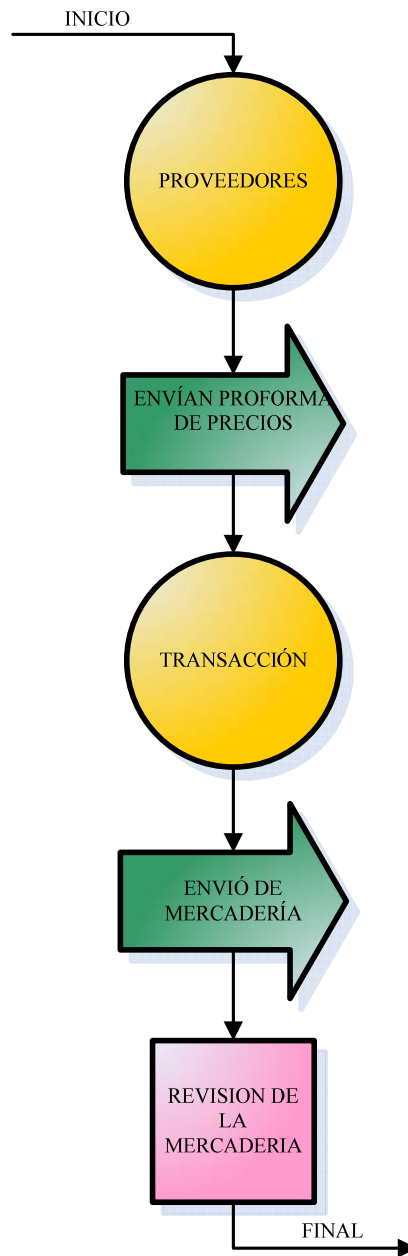 INICIO
PROVEEDORES
ENVÍAN PROFORMA
DE PRECIOS
TRANSACCIÓN
ENVIÓ DE
MERCADERÍA
REVISION DE
LA
MERCADERIA
FINAL